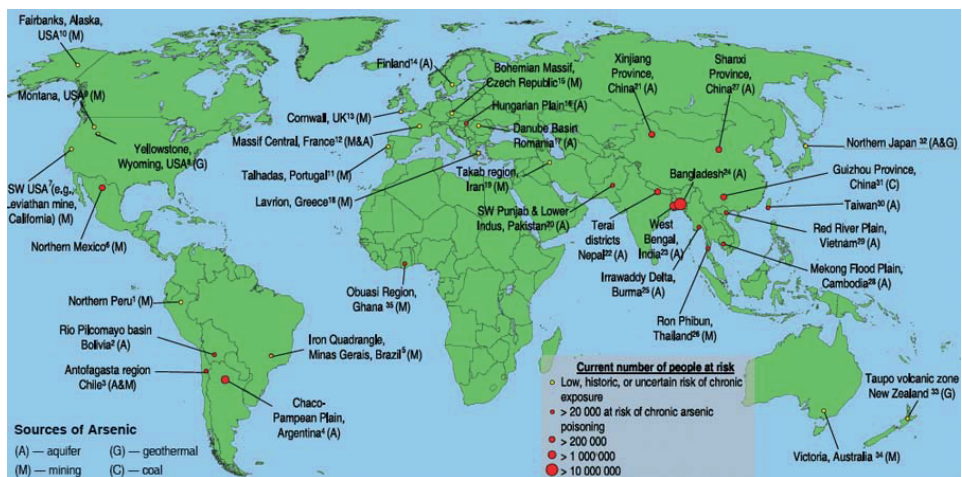 Fairbanks, Alaska,
USA¹⁰ (M)
Montana, USA⁹ (M)
Yellowstone,
Wyoming, USA⁸ (G)
SW USA⁷ (e.g.,
Leviathan mine,
California) (M)
Northern Mexico⁶ (M)
Northern Peru¹ (M)
Rio Pilcomayo basin
Bolivia² (A)
Antofagasta region
Chile³ (A&M)
Chaco-
Pampean Plain,
Argentina⁴ (A)
Iron Quadrangle,
Minas Gerais, Brazil⁵ (M)
Finland¹⁴ (A)
Bohemian Massif,
Czech Republic¹⁵ (M)
Hungarian Plain¹⁶ (A)
Cornwall, UK¹³ (M)
Massif Central, France¹² (M&A)
Danube Basin
Romania¹⁷ (A)
Talhadas, Portugal¹¹ (M)
Takab region,
Iran¹⁹ (M)
Lavrion, Greece¹⁸ (M)
SW Punjab & Lower
Indus, Pakistan²⁰ (A)
Obuasi Region,
Ghana ³⁵ (M)
Xinjiang
Province,
China²¹ (A)
Shanxi
Province,
China²⁷ (A)
Northern Japan ³² (A&G)
Bangladesh²⁴ (A)
Guizhou Province,
China³¹ (C)
Taiwan³⁰ (A)
Terai
districts
Nepal²² (A)
West
Bengal,
India²³ (A)
Red River Plain,
Vietnam²⁹ (A)
Irrawaddy Delta,
Burma²⁵ (A)
Mekong Flood Plain,
Cambodia²⁸ (A)
Ron Phibun,
Thailand²⁶ (M)
Taupo volcanic zone
New Zealand ³³ (G)
Victoria, Australia ³⁴ (M)
Current number of people at risk
Low, historic, or uncertain risk of chronic
exposure
> 20 000 at risk of chronic arsenic
poisoning
> 200 000
> 1 000 000
> 10 000 000
Sources of Arsenic
(A) — aquifer (G) — geothermal
(M) — mining (C) — coal